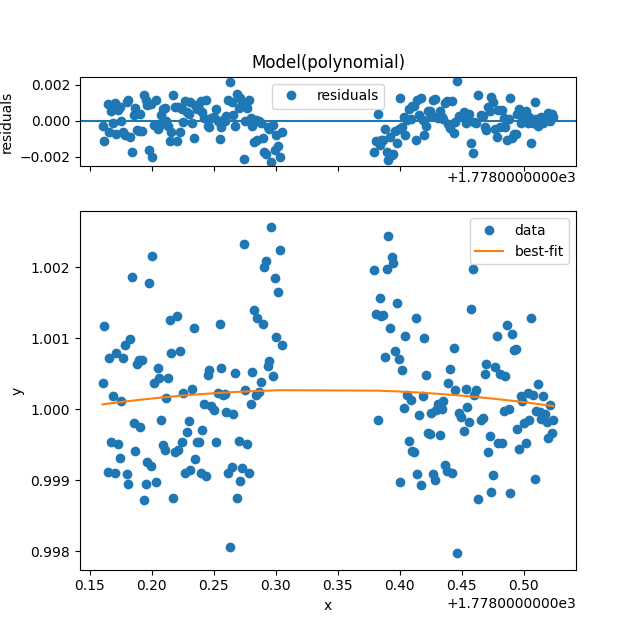 Model(polynomial)
residuals
0.002
0.000
−0.002
residuals
+1.7780000000e3
y
1.002
1.001
1.000
0.999
0.998
data
best-fit
0.15 0.20 0.25 0.30 0.35 0.40 0.45 0.50
x
+1.7780000000e3